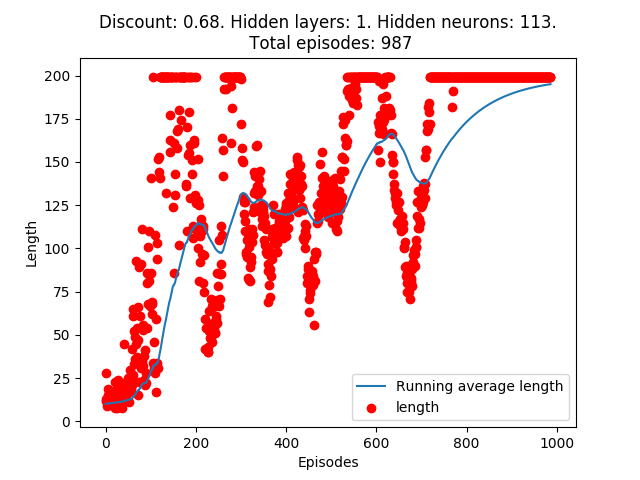 Discount: 0.68. Hidden layers: 1. Hidden neurons: 113.
Total episodes: 987
200
175
150
125
100
75
50
25
0
Length
Running average length
length
0 200 400 600 800 1000
Episodes